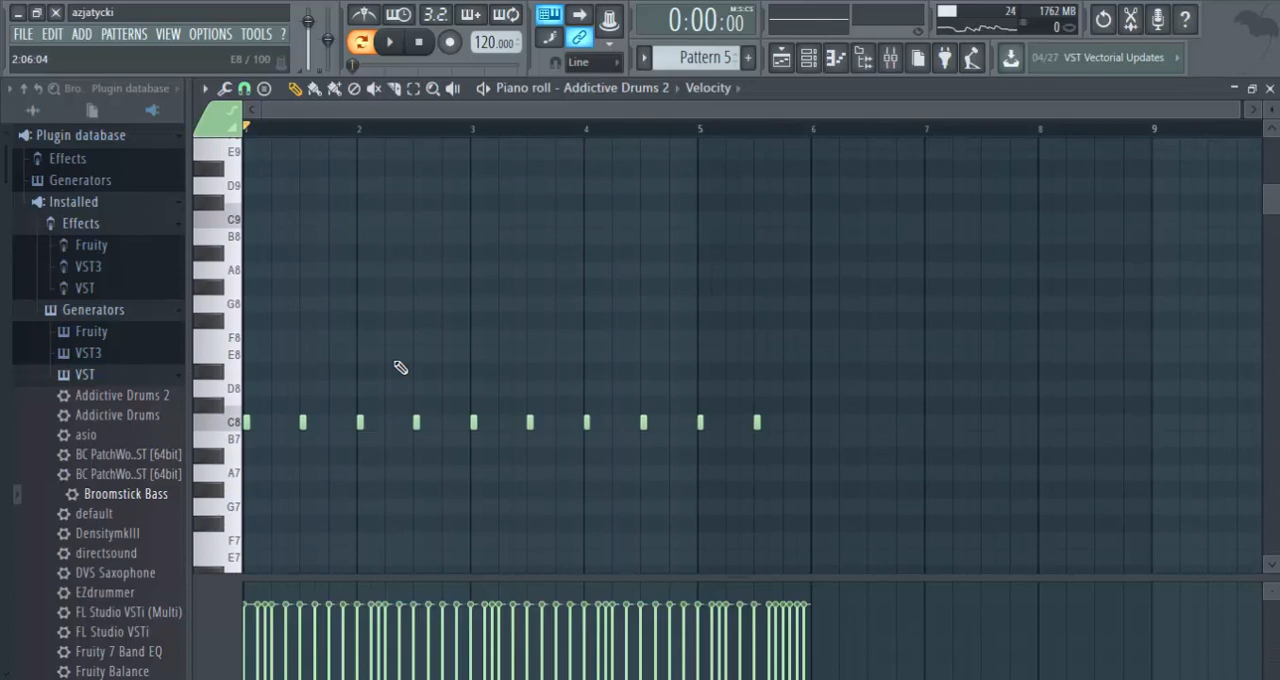 azjatycki
FILE EDIT ADD PATTERNS VIEW OPTIONS TOOLS ?
2:06:04 E8 / 100
3.2.
120.000
Line
0:00:00
M:S:CS
Pattern 5
24 1762 MB
0
04/27 VST Vectorial Updates
Bro.. Plugin database
Piano roll - Addictive Drums 2 Velocity
Plugin database
Effects
Generators
Installed
Effects
Fruity
VST3
VST
Generators
Fruity
VST3
VST
Addictive Drums 2
Addictive Drums
asio
BC PatchWo..ST [64bit]
BC PatchWo..ST [64bit]
Broomstick Bass
default
DensitymkIII
directsound
DVS Saxophone
EZdrummer
FL Studio VSTi (Multi)
FL Studio VSTi
Fruity 7 Band EQ
Fruity Balance
2 3 4 5 6 7 8 9
E9
D9
C9
B8
A8
G8
F8
E8
D8
C8
B7
A7
G7
F7
E7